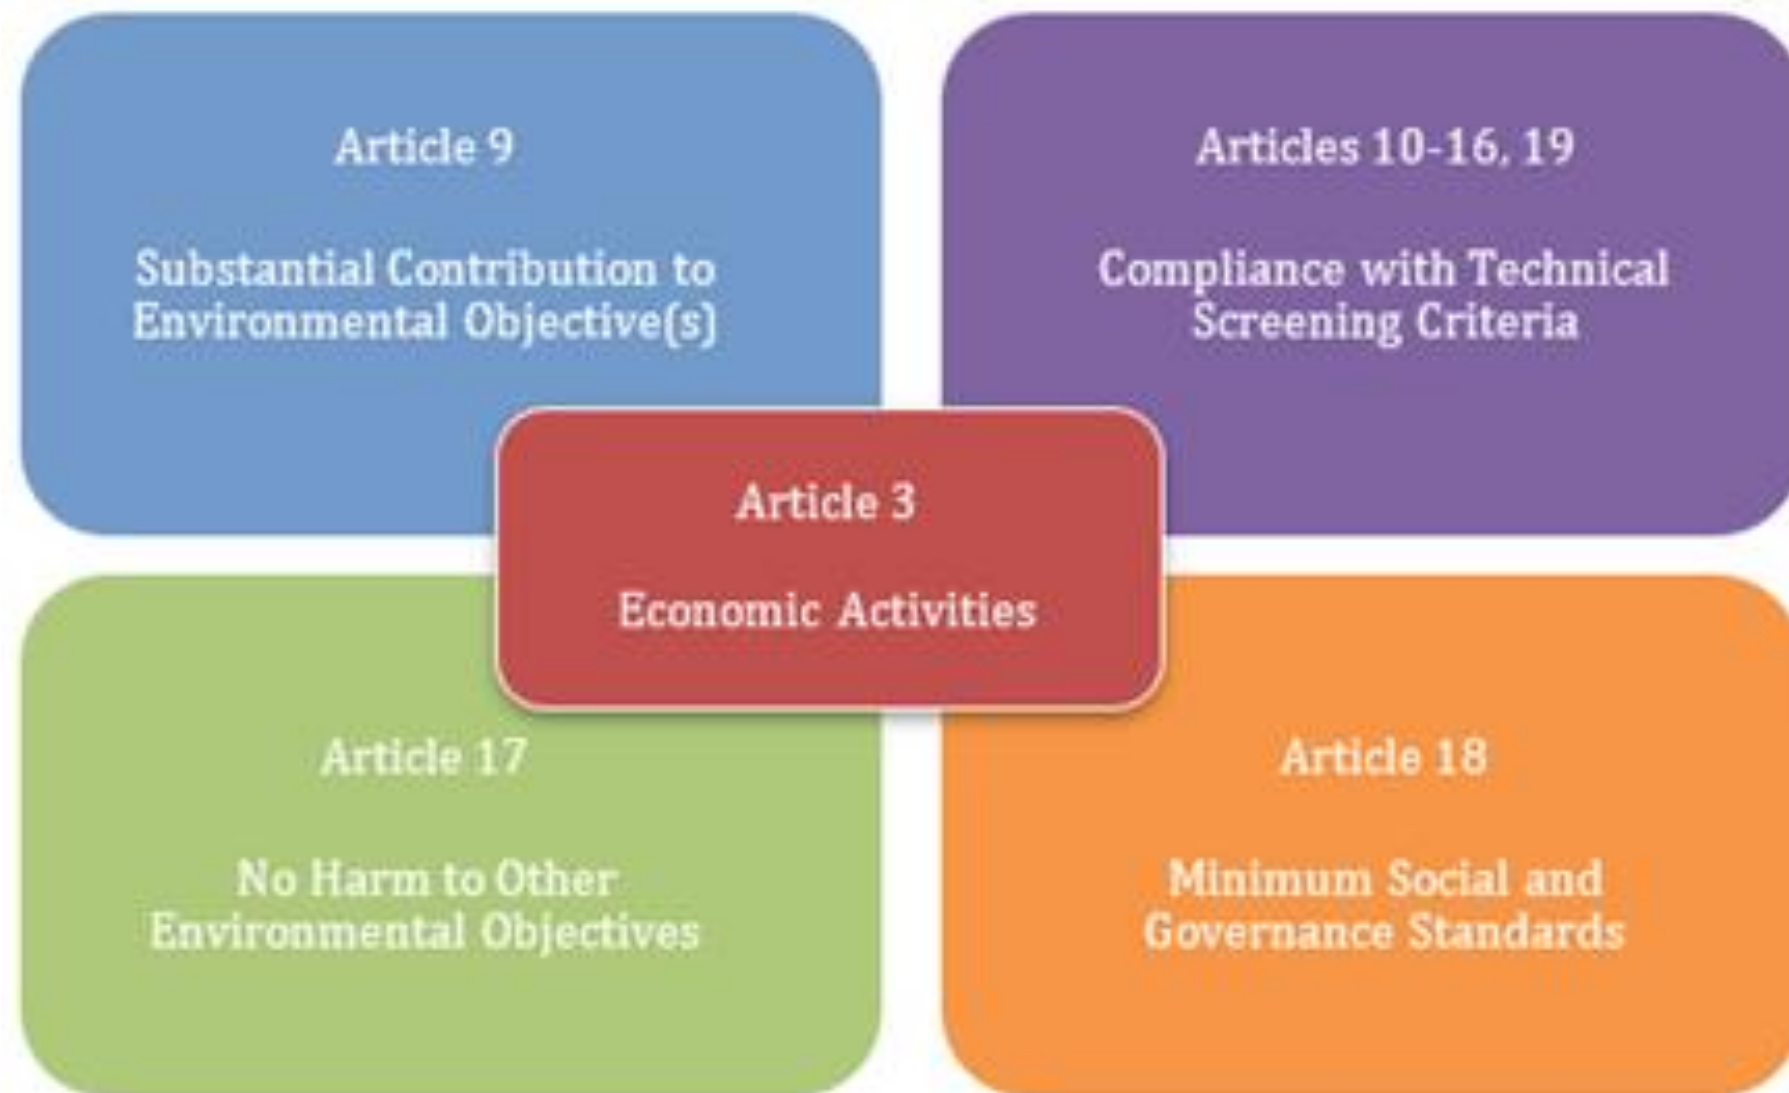 Article 9
Substantial Contribution to
Environmental Objective(s)
Articles 10-16, 19
Compliance with Technical
Screening Criteria
Article 3
Economic Activities
Article 17
No Harm to Other
Environmental Objectives
Article 18
Minimum Social and
Governance Standards